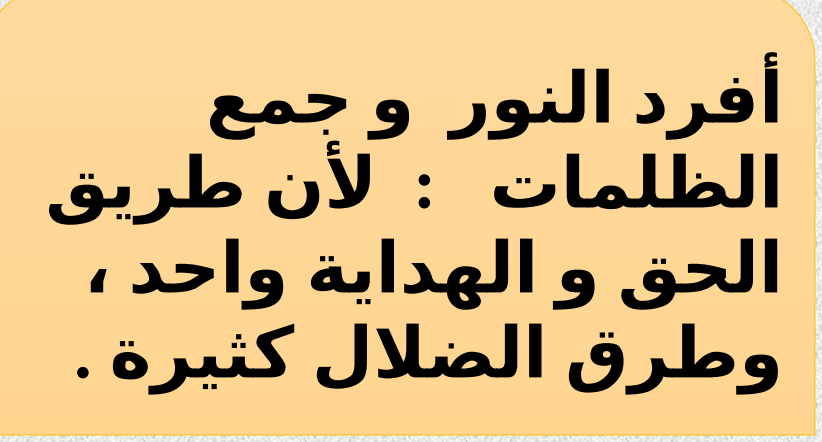 أفرد النور و جمع
الظلمات : لأن طريق
الحق و الهداية واحد ،
وطرق الضلال كثيرة .